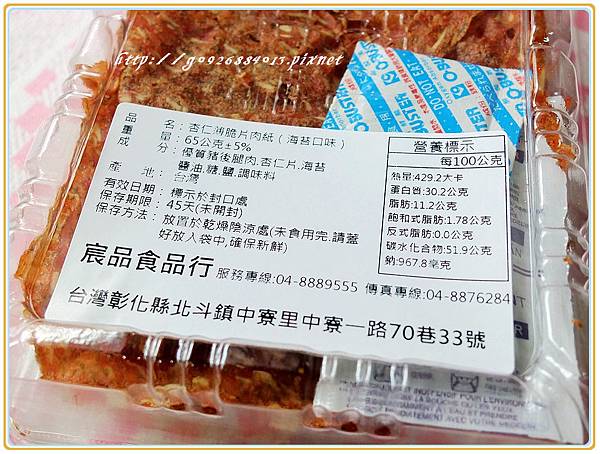 http://g0926884013.pixnet
O-BUSTER
DO NOT EAT
品　　名：杏仁薄脆片肉紙（海苔口味）
重　　量：65公克±5%
成　　分：優質豬後腿肉.杏仁片.海苔
醬油.糖.鹽.調味料
產　　地：台灣
有效日期：標示於封口處
保存期限：45天(未開封)
保存方法：放置於乾燥陰涼處(未食用完.請蓋
好放入袋中,確保新鮮)
宸品食品行 服務專線:04-8889555 傳真專線:04-8876284
台灣彰化縣北斗鎮中寮里中寮一路70巷33號
營養標示
每100公克
熱量:429.2大卡
蛋白質:30.2公克
脂肪:11.2公克
飽和式脂肪:1.78公克
反式脂肪:0.0公克
碳水化合物:51.9公克
鈉:967.8毫克